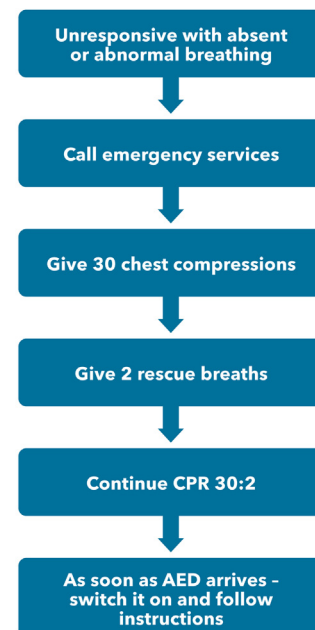 Unresponsive with absent
or abnormal breathing
Call emergency services
Give 30 chest compressions
Give 2 rescue breaths
Continue CPR 30:2
As soon as AED arrives –
switch it on and follow
instructions